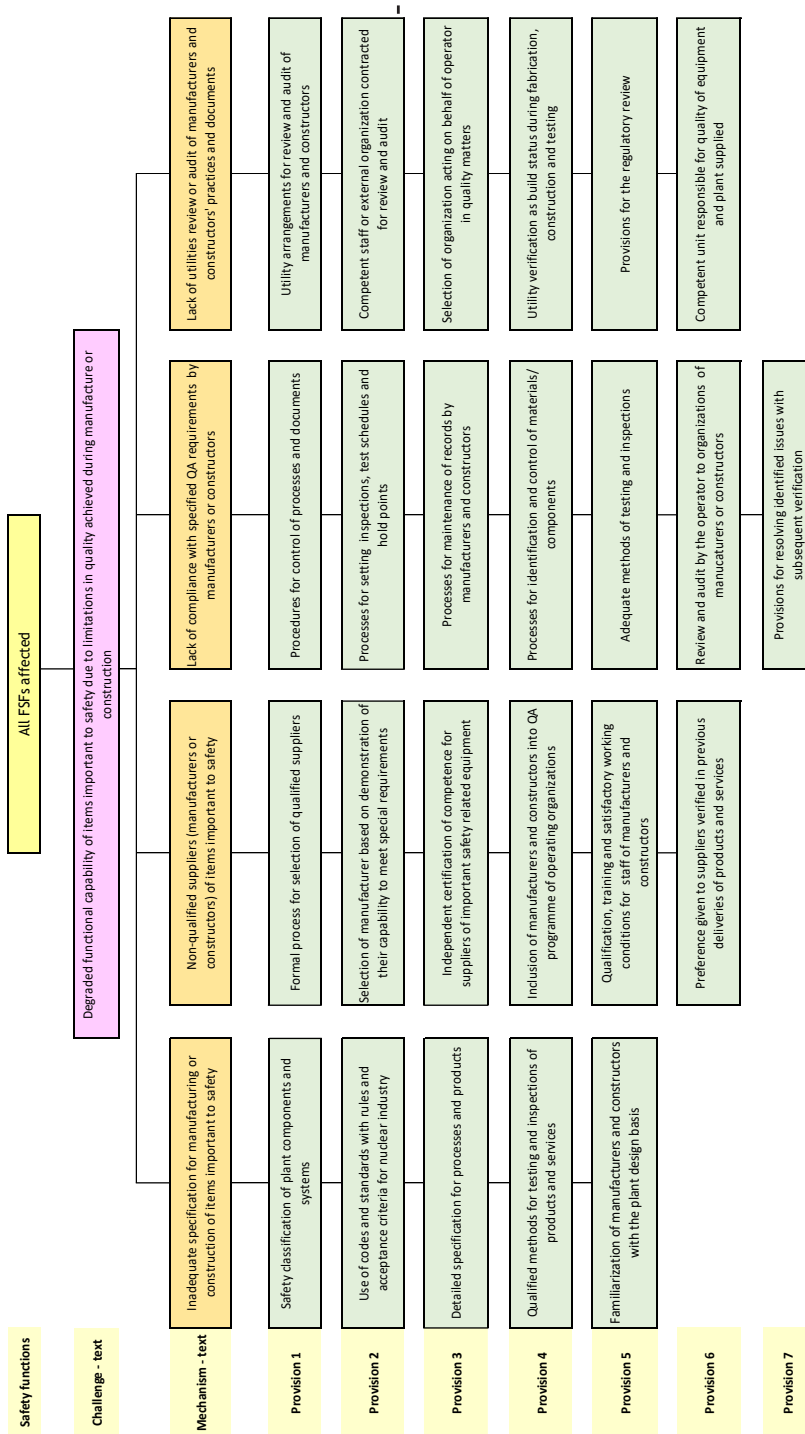 Safety functions
All FSFs affected
Challenge - text
Degraded functional capability of items important to safety due to limitations in quality achieved during manufacture or
construction
Mechanism - text
Inadequate specification for manufacturing or
construction of items important to safety
Non-qualified suppliers (manufacturers or
constructors) of items important to safety
Lack of compliance with specified QA requirements by
manufacturers or constructors
Lack of utilities review or audit of manufacturers and
constructors' practices and documents
Provision 1
Safety classification of plant components and
systems
Formal process for selection of qualified suppliers
Procedures for control of processes and documents
Utility arrangements for review and audit of
manufacturers and constructors
Provision 2
Use of codes and standards with rules and
acceptance criteria for nuclear industry
Selection of manufacturer based on demonstration of
their capability to meet special requirements
Processes for setting inspections, test schedules and
hold points
Competent staff or external organization contracted
for review and audit
Provision 3
Detailed specification for processes and products
Independent certification of competence for
suppliers of important safety related equipment
Processes for maintenance of records by
manufacturers and constructors
Selection of organization acting on behalf of operator
in quality matters
Provision 4
Qualified methods for testing and inspections of
products and services
Inclusion of manufacturers and constructors into QA
programme of operating organizations
Processes for identification and control of materials/
components
Utility verification as build status during fabrication,
construction and testing
Provision 5
Familiarization of manufacturers and constructors
with the plant design basis
Qualification, training and satisfactory working
conditions for staff of manufacturers and
constructors
Adequate methods of testing and inspections
Provisions for the regulatory review
Provision 6
Preference given to suppliers verified in previous
deliveries of products and services
Review and audit by the operator to organizations of
manucaturers or constructors
Competent unit responsible for quality of equipment
and plant supplied
Provision 7
Provisions for resolving identified issues with
subsequent verification